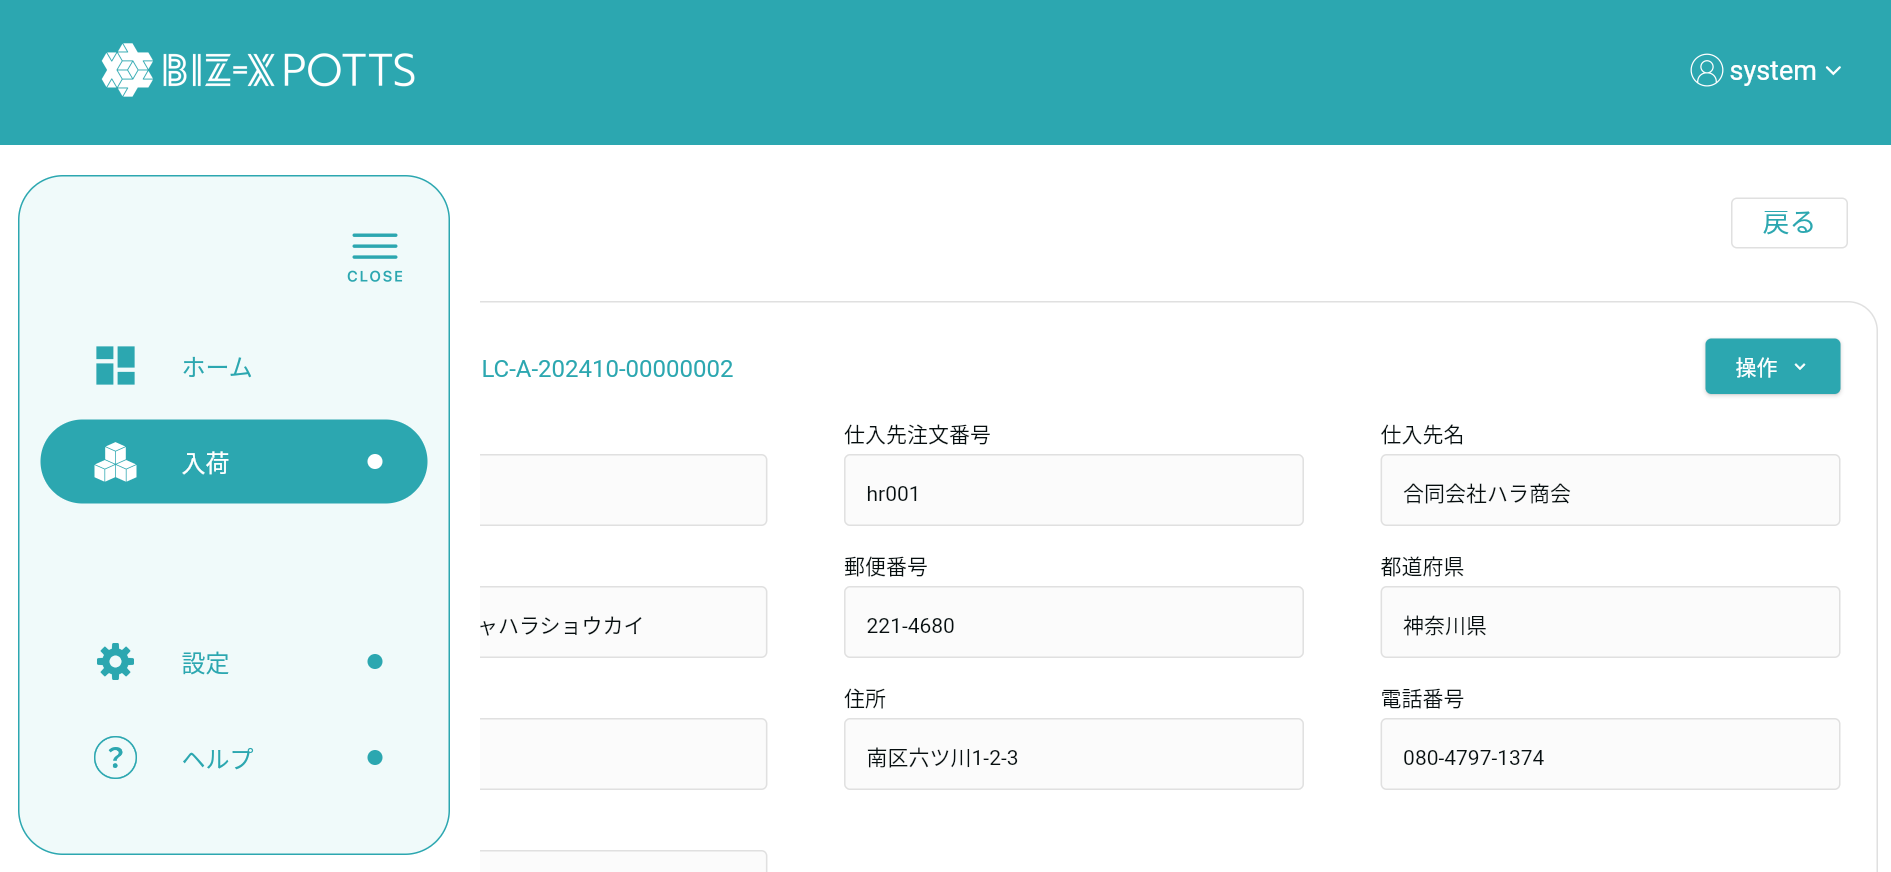 BIZ=X POTTS
system
戻る
CLOSE
ホーム
入荷
設定
ヘルプ
LC-A-202410-00000002
操作
仕入先注文番号
仕入先名
hr001
合同会社ハラ商会
郵便番号
都道府県
ャハラショウカイ
221-4680
神奈川県
住所
電話番号
南区六ツ川1-2-3
080-4797-1374